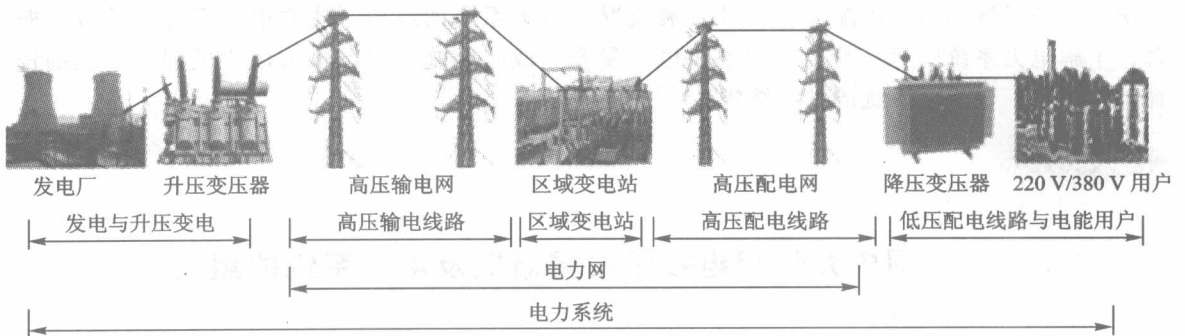 发电厂 升压变压器 高压输电网 区域变电站 高压配电网 降压变压器 220 V/380 V 用户
发电与升压变电 高压输电线路 区域变电站 高压配电线路 低压配电线路与电能用户
电力网
电力系统